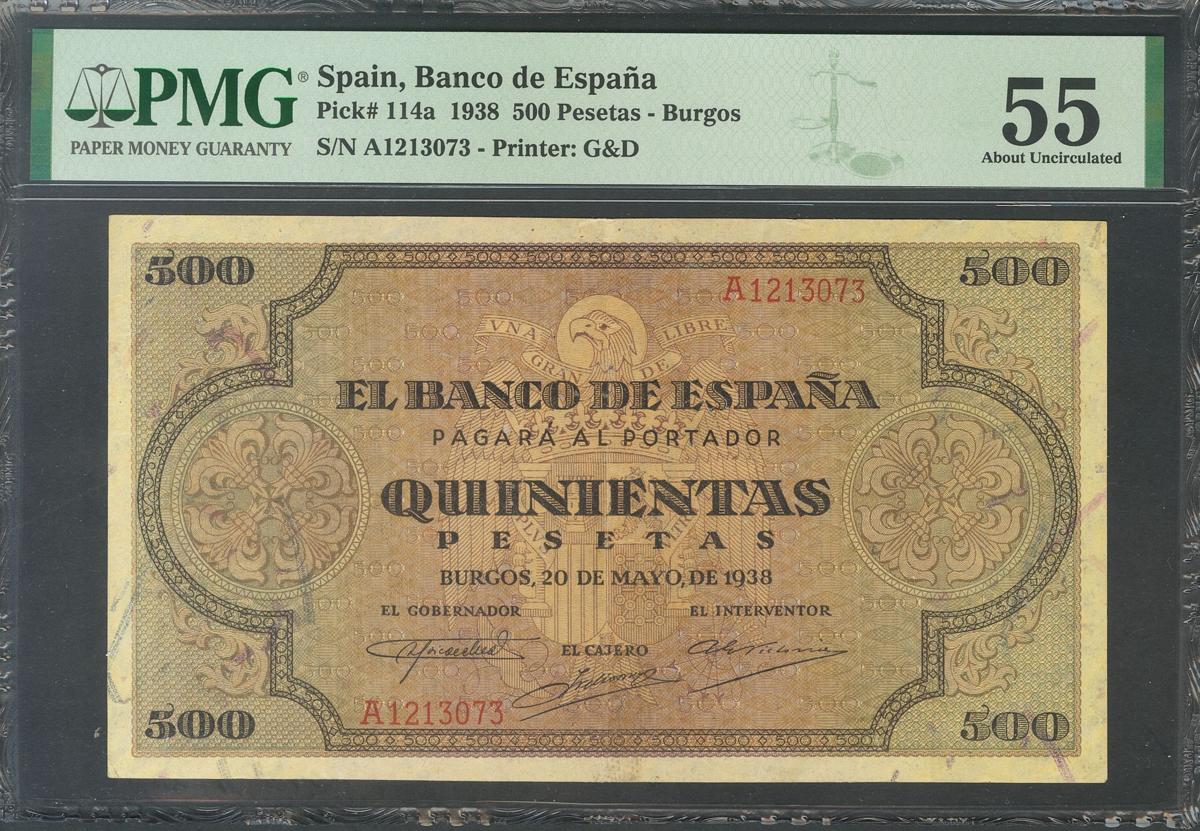 PMG®
PAPER MONEY GUARANTY
Spain, Banco de España
Pick# 114a 1938 500 Pesetas - Burgos
S/N A1213073 - Printer: G&D
55
About Uncirculated
500
500
A1213073
VNA
LIBRE
GRANDE
EL BANCO DE ESPAÑA
PAGARÁ AL PORTADOR
QUINIENTAS
PESETAS
BURGOS, 20 DE MAYO, DE 1938
EL GOBERNADOR
EL INTERVENTOR
EL CAJERO
A1213073
500
500